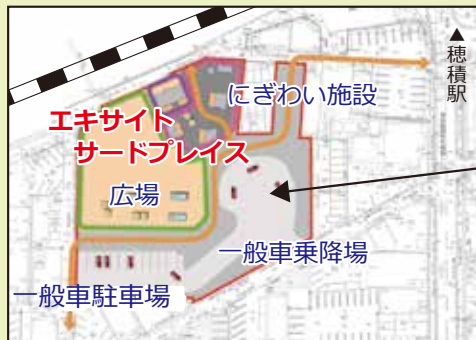 ▲
穂積駅
にぎわい施設
エキサイト
サードプレイス
広場
一般車乗降場
一般車駐車場